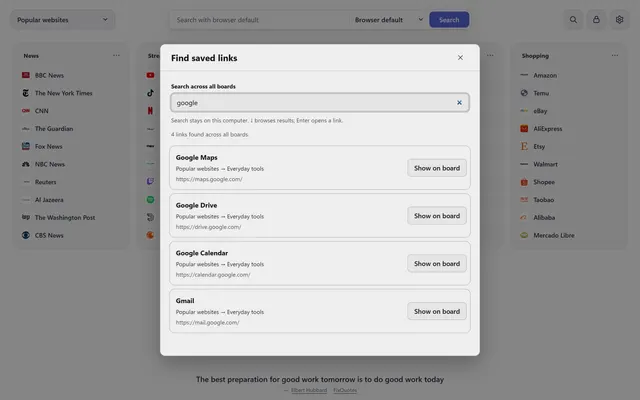 Popular websites
Search with browser default
Browser default
Search
News
BBC News
The New York Times
CNN
The Guardian
Fox News
NBC News
Reuters
Al Jazeera
The Washington Post
CBS News
Find saved links
Search across all boards
google
Search stays on this computer. ↓ browses results; Enter opens a link.
4 links found across all boards.
Google Maps
Popular websites → Everyday tools
https://maps.google.com/
Show on board
Google Drive
Popular websites → Everyday tools
https://drive.google.com/
Show on board
Google Calendar
Popular websites → Everyday tools
https://calendar.google.com/
Show on board
Gmail
Popular websites → Everyday tools
https://mail.google.com/
Show on board
Shopping
Amazon
Temu
eBay
AliExpress
Etsy
Walmart
Shopee
Taobao
Alibaba
Mercado Libre
The best preparation for good work tomorrow is to do good work today
— Elbert Hubbard